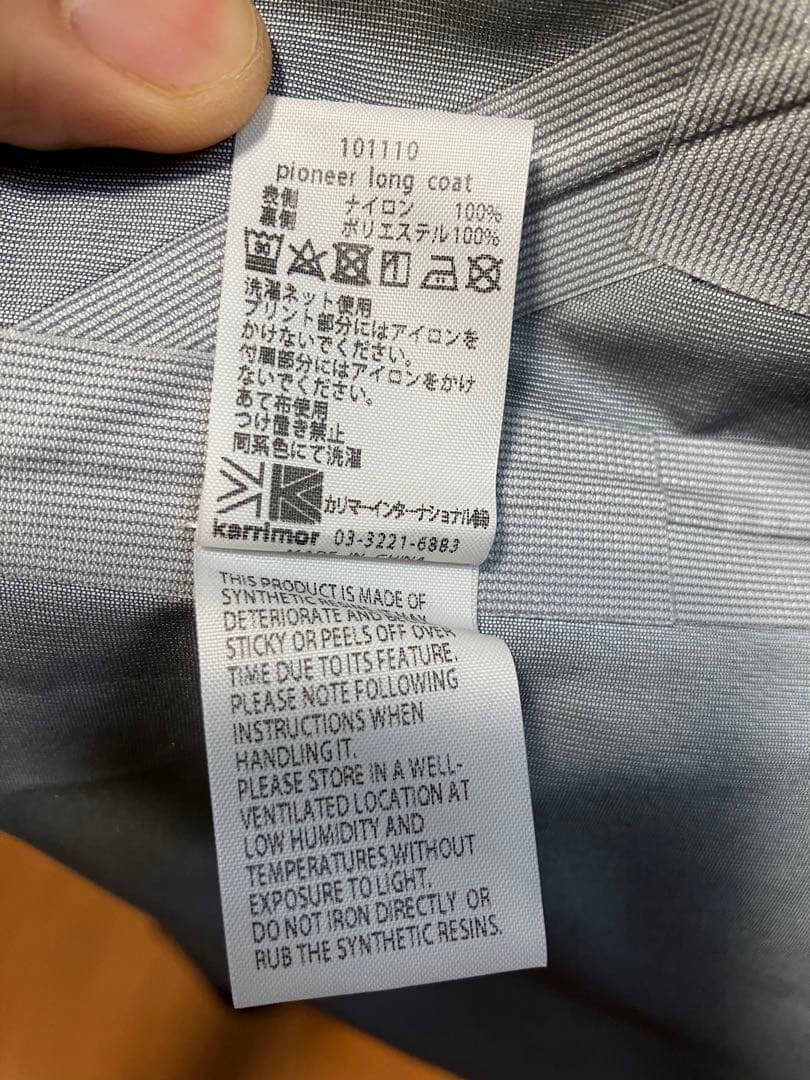 101110
pioneer long coat
表側 ナイロン 100%
裏側 ポリエステル100%
洗濯ネット使用
プリント部分にはアイロンを
かけないでください。
付属部分にはアイロンをかけ
ないでください。
あて布使用
つけ置き禁止
同系色にて洗濯
カリマーインターナショナル㈱
karrimor 03-3221-6883
MADE IN CHINA
THIS PRODUCT IS MADE OF
SYNTHETIC
DETERIORATE AND
STICKY OR PEELS OFF OVER
TIME DUE TO ITS FEATURE.
PLEASE NOTE FOLLOWING
INSTRUCTIONS WHEN
HANDLING IT.
PLEASE STORE IN A WELL-
VENTILATED LOCATION AT
LOW HUMIDITY AND
TEMPERATURES,WITHOUT
EXPOSURE TO LIGHT.
DO NOT IRON DIRECTLY OR
RUB THE SYNTHETIC RESINS.